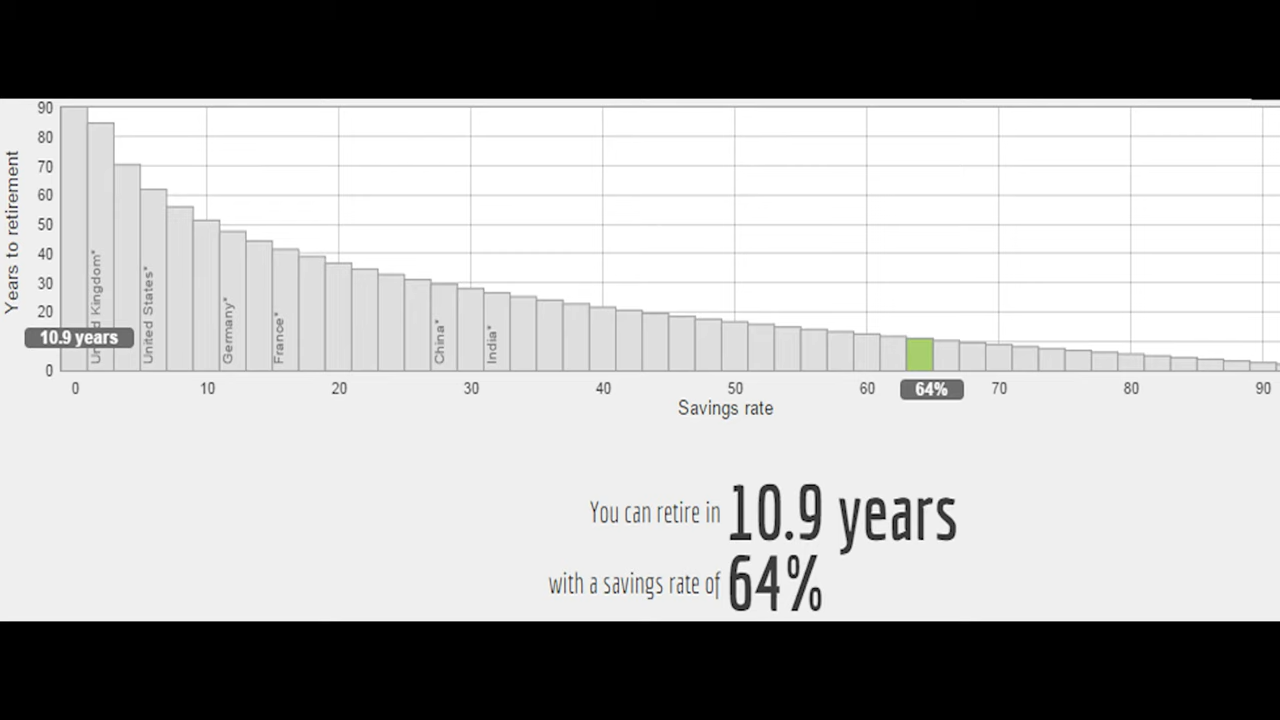 90
80
70
60
50
40
30
20
0
Years to retirement
10.9 years
Kingdom*
United States*
Germany*
France*
China*
India*
0 10 20 30 40 50 60 64% 70 80 90
Savings rate
You can retire in 10.9 years
with a savings rate of 64%